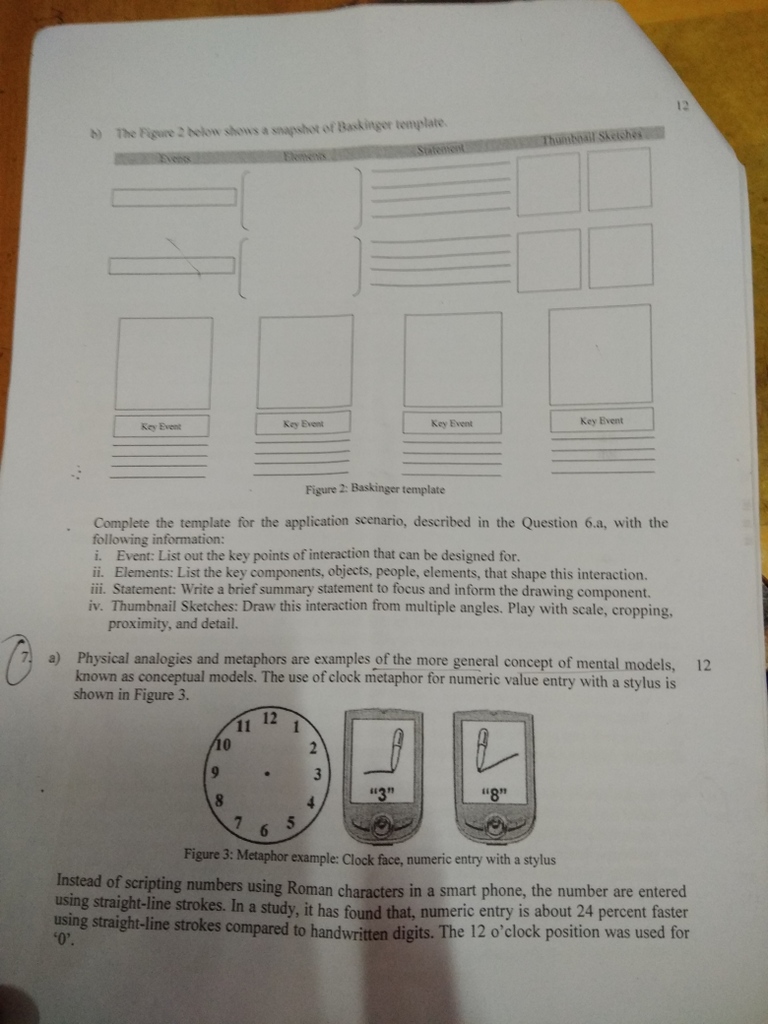 12
b) The Figure 2 below shows a snapshot of Baskinger template.
Events Elements Statement Thumbnail Sketches
Key Event Key Event Key Event Key Event
Figure 2: Baskinger template
Complete the template for the application scenario, described in the Question 6.a, with the
following information:
i. Event: List out the key points of interaction that can be designed for.
ii. Elements: List the key components, objects, people, elements, that shape this interaction.
iii. Statement: Write a brief summary statement to focus and inform the drawing component.
iv. Thumbnail Sketches: Draw this interaction from multiple angles. Play with scale, cropping,
proximity, and detail.
7. a) Physical analogies and metaphors are examples of the more general concept of mental models, 12
known as conceptual models. The use of clock metaphor for numeric value entry with a stylus is
shown in Figure 3.
12
11 1
10 2
9 3
8 4
7 6 5
"3" "8"
Figure 3: Metaphor example: Clock face, numeric entry with a stylus
Instead of scripting numbers using Roman characters in a smart phone, the number are entered
using straight-line strokes. In a study, it has found that, numeric entry is about 24 percent faster
using straight-line strokes compared to handwritten digits. The 12 o'clock position was used for
'0'.